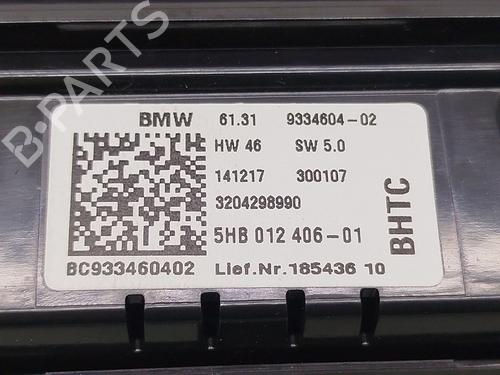 B-PARTS
BMW 61.31 9334604-02
HW 46 SW 5.0
141217 300107
3204298990
5HB 012 406-01
BC933460402 Lief.Nr.185436 10
BHTC